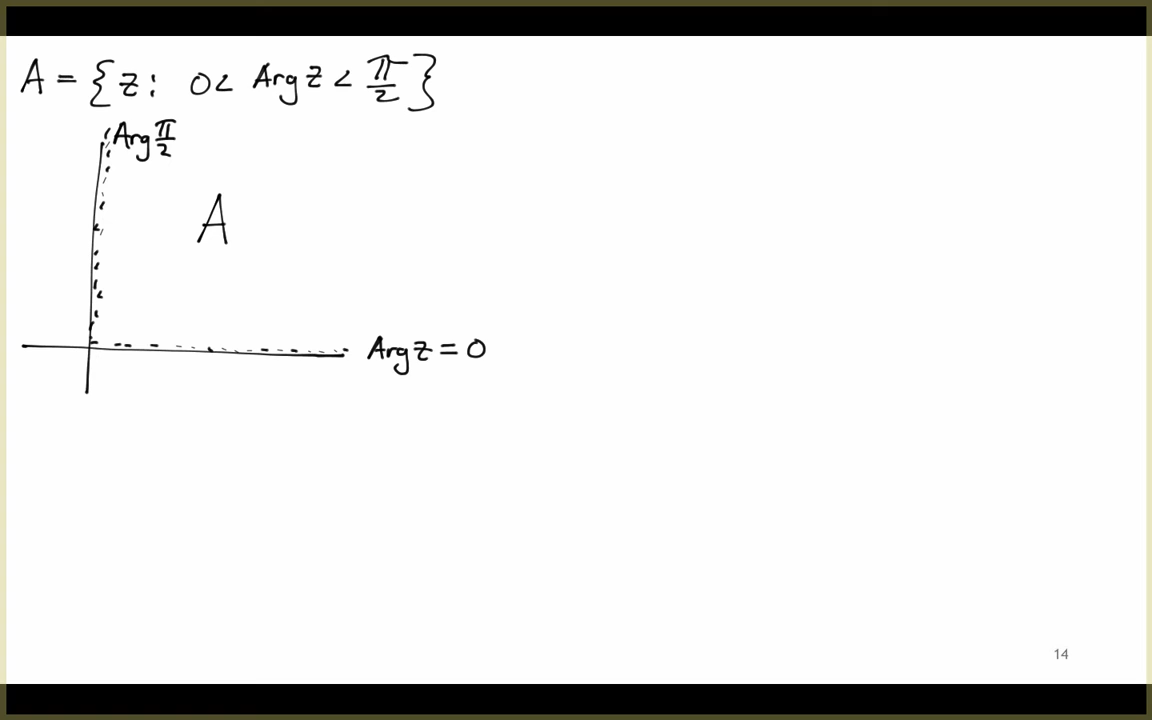 A = {z: 0 < Arg z < π/2}
Arg π/2
A
Arg z = 0
14